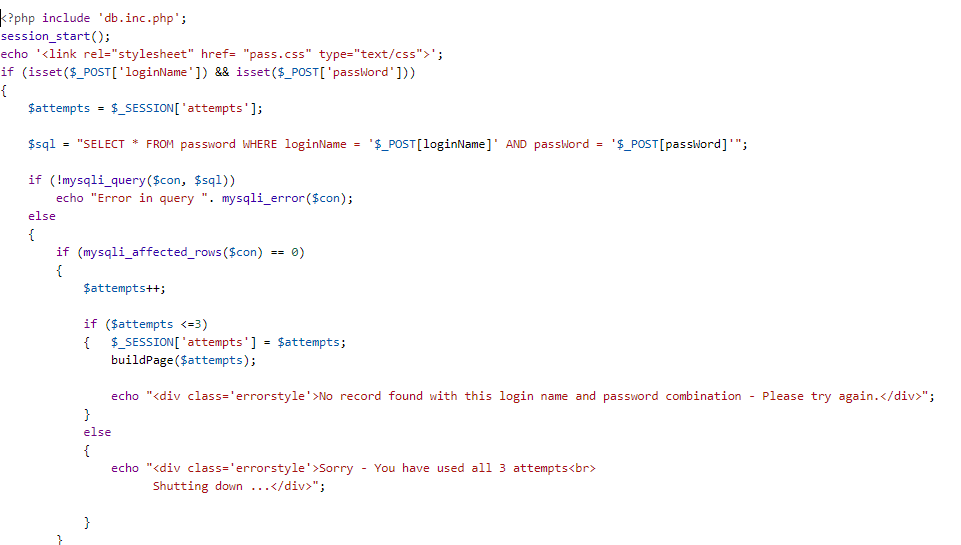 <?php include 'db.inc.php';
session_start();
echo '<link rel="stylesheet" href= "pass.css" type="text/css">';
if (isset($_POST['loginName']) && isset($_POST['passWord']))
{
    $attempts = $_SESSION['attempts'];

    $sql = "SELECT * FROM password WHERE loginName = '$_POST[loginName]' AND passWord = '$_POST[passWord]'";

    if (!mysqli_query($con, $sql))
        echo "Error in query ". mysqli_error($con);
    else
    {
        if (mysqli_affected_rows($con) == 0)
        {
            $attempts++;

            if ($attempts <=3)
            {   $_SESSION['attempts'] = $attempts;
                buildPage($attempts);

                echo "<div class='errorstyle'>No record found with this login name and password combination - Please try again.</div>";
            }
            else
            {
                echo "<div class='errorstyle'>Sorry - You have used all 3 attempts<br>
                      Shutting down ...</div>";

            }
        }